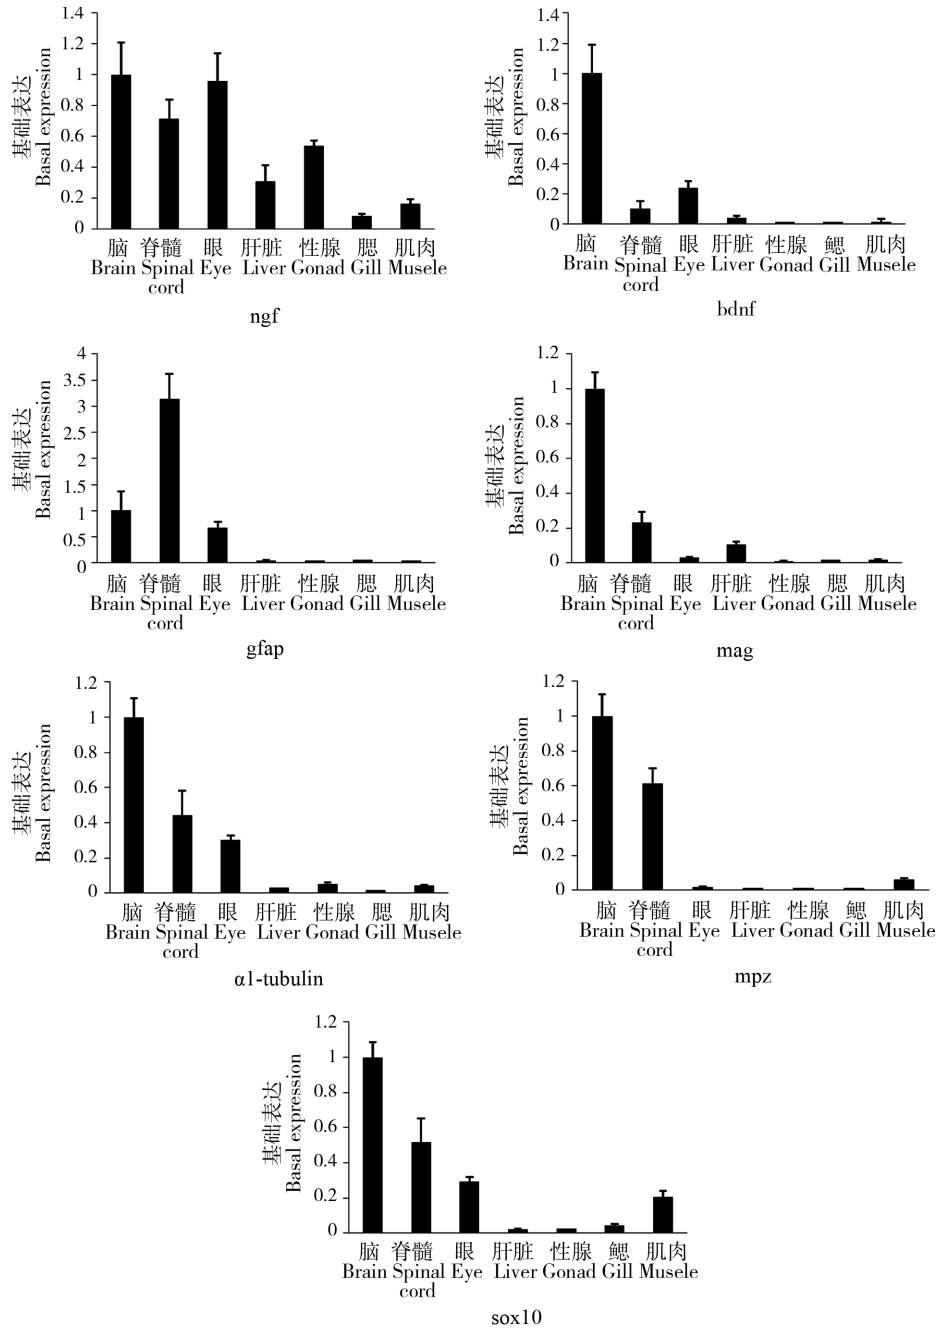 1.4
1.2
1
0.8
0.6
0.4
0.2
0
基础表达
Basal expression
脑 脊髓 眼 肝脏 性腺 腮 肌肉
Brain Spinal Eye Liver Gonad Gill Musele
cord
ngf
1.4
1.2
1
0.8
0.6
0.4
0.2
0
基础表达
Basal expression
脑 脊髓 眼 肝脏 性腺 鳃 肌肉
Brain Spinal Eye Liver Gonad Gill Musele
cord
bdnf
4
3.5
3
2.5
2
1.5
1
0.5
0
基础表达
Basal expression
脑 脊髓 眼 肝脏 性腺 腮 肌肉
Brain Spinal Eye Liver Gonad Gill Musele
cord
gfap
1.2
1
0.8
0.6
0.4
0.2
0
基础表达
Basal expression
脑 脊髓 眼 肝脏 性腺 腮 肌肉
Brain Spinal Eye Liver Gonad Gill Musele
cord
mag
1.2
1
0.8
0.6
0.4
0.2
0
基础表达
Basal expression
脑 脊髓 眼 肝脏 性腺 腮 肌肉
Brain Spinal Eye Liver Gonad Gill Musele
cord
α1-tubulin
1.2
1
0.8
0.6
0.4
0.2
0
基础表达
Basal expression
脑 脊髓 眼 肝脏 性腺 鳃 肌肉
Brain Spinal Eye Liver Gonad Gill Musele
cord
mpz
1.2
1
0.8
0.6
0.4
0.2
0
基础表达
Basal expression
脑 脊髓 眼 肝脏 性腺 鳃 肌肉
Brain Spinal Eye Liver Gonad Gill Musele
cord
sox10